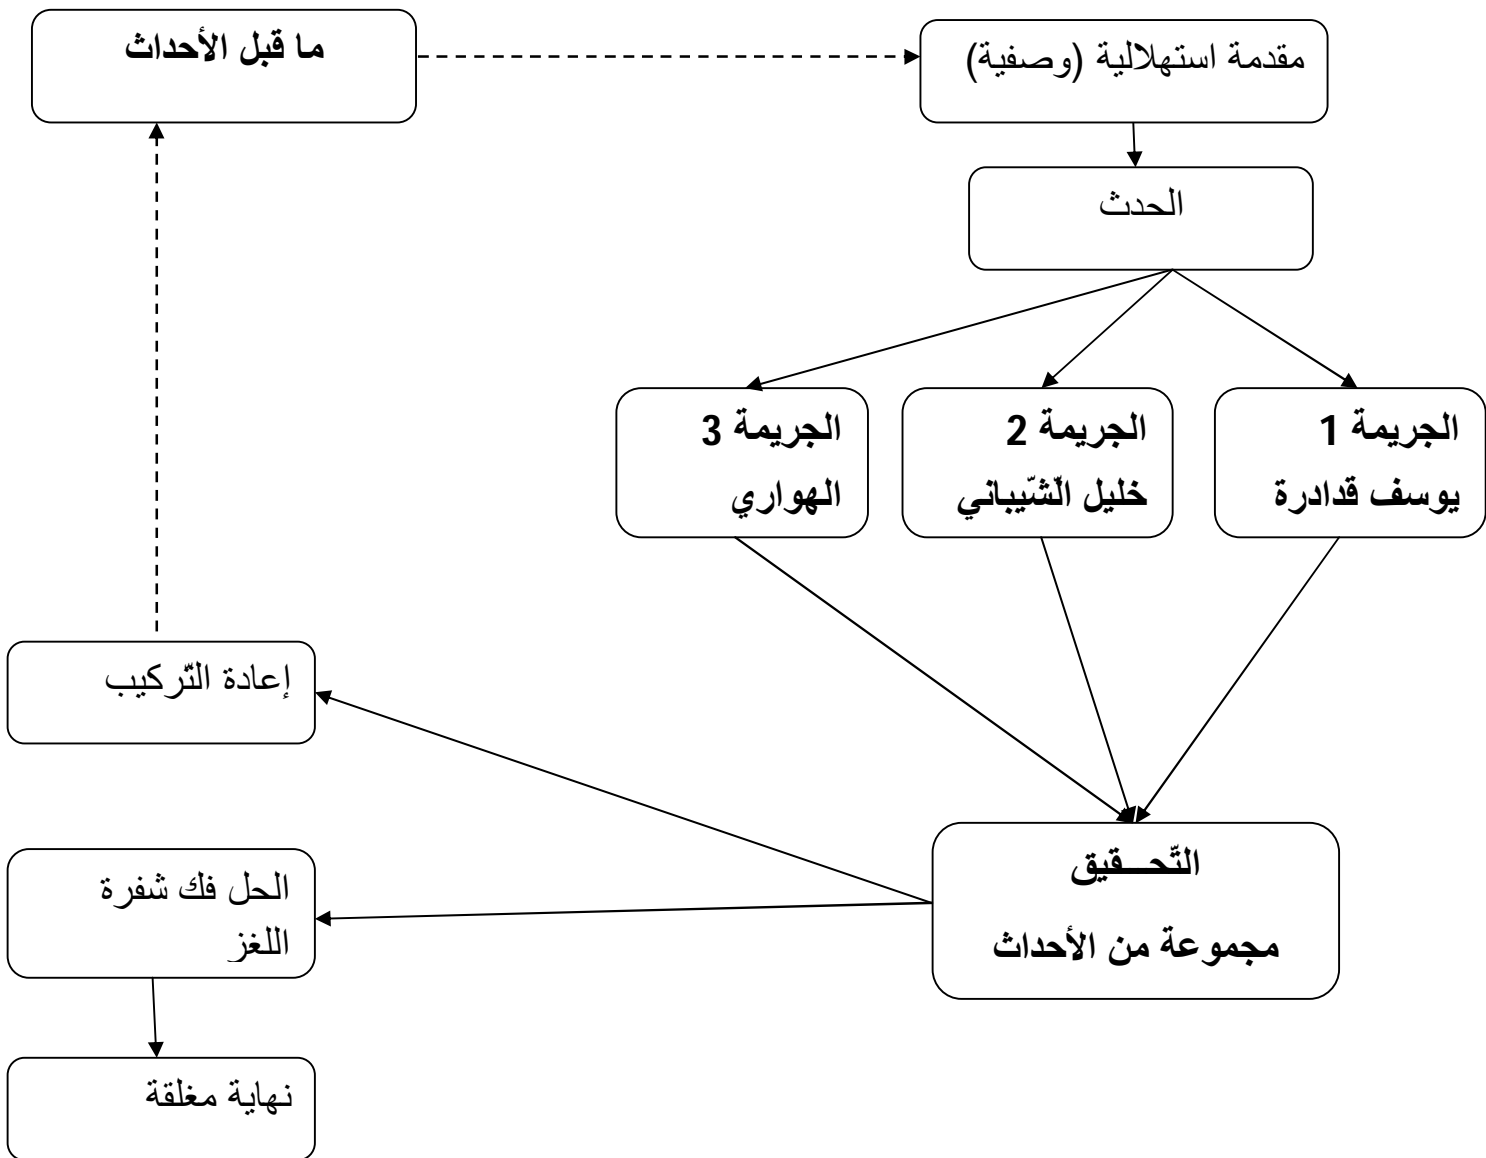 ما قبل الأحداث
مقدمة استهلالية (وصفية)
الحدث
الجريمة 1
يوسف قدادرة
الجريمة 2
خليل الشّيباني
الجريمة 3
الهواري
إعادة التّركيب
التّحـــقيق
مجموعة من الأحداث
الحل فك شفرة
اللغز
نهاية مغلقة